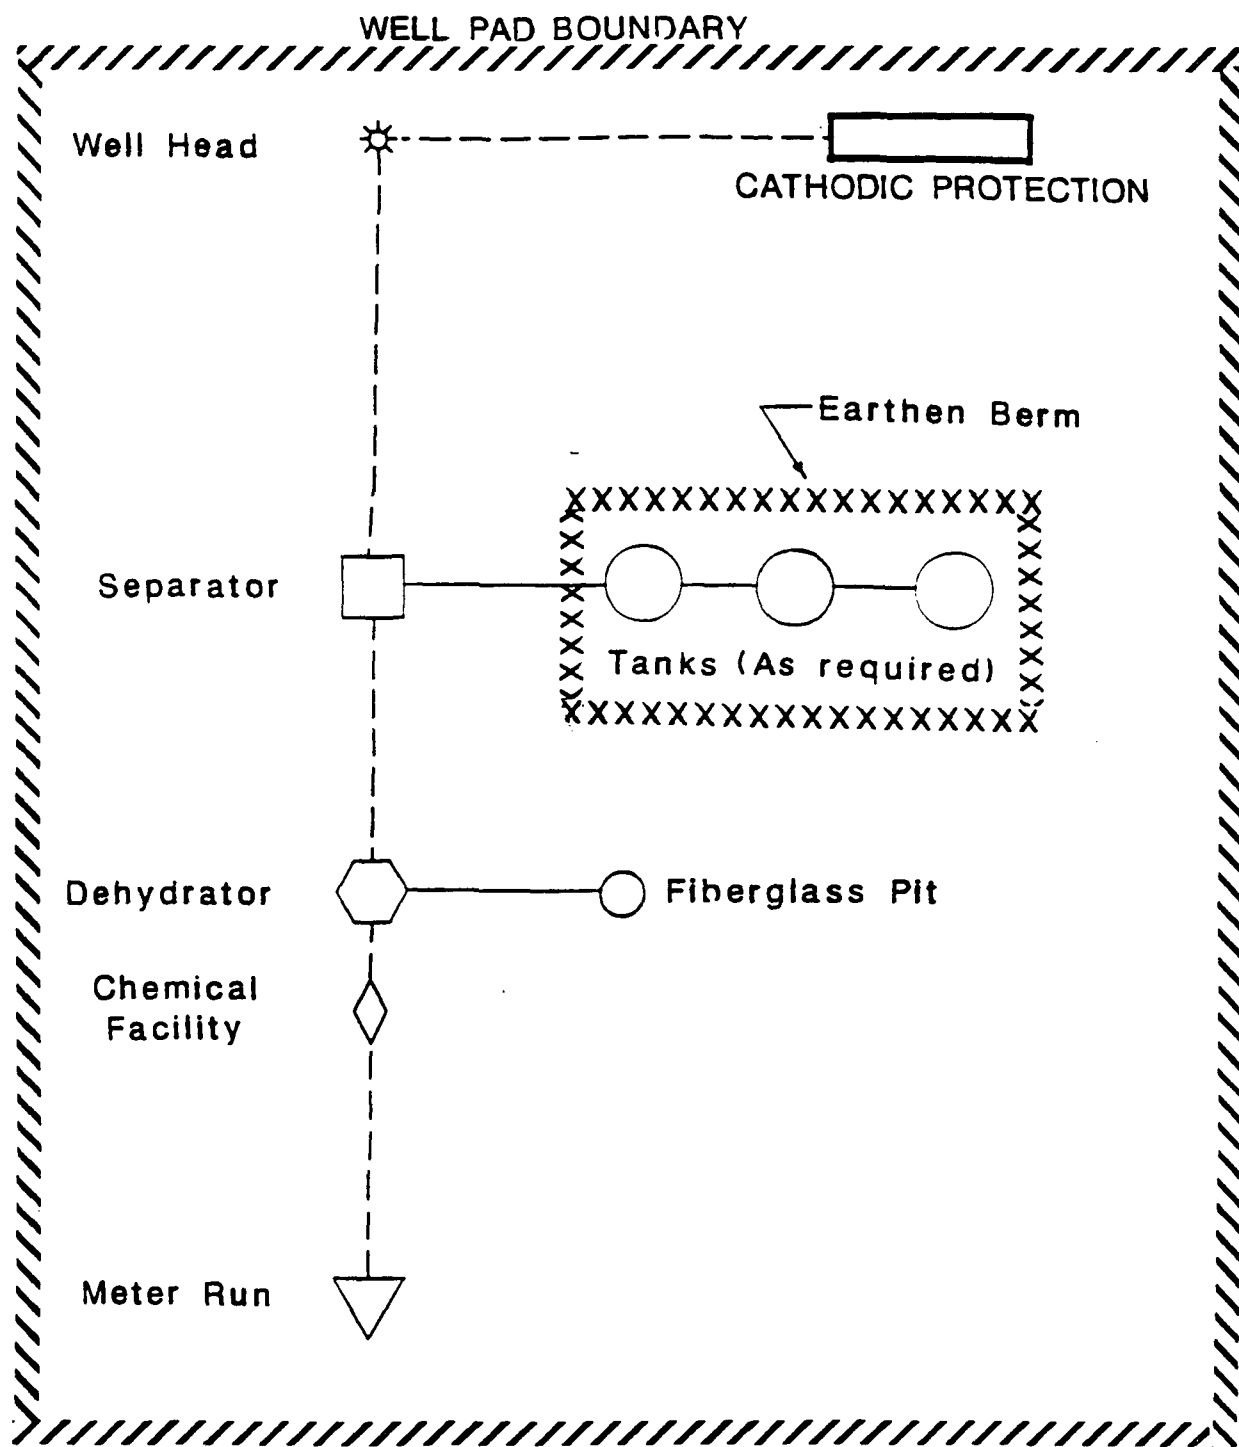 WELL PAD BOUNDARY
Well Head
CATHODIC PROTECTION
Earthen Berm
Separator
Tanks (As required)
Dehydrator
Fiberglass Pit
Chemical
Facility
Meter Run